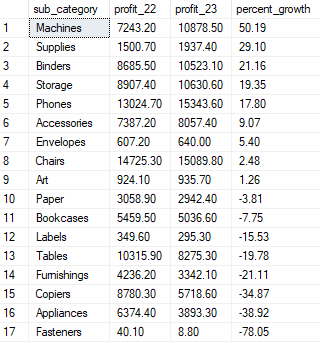 sub_category profit_22 profit_23 percent_growth
1 Machines 7243.20 10878.50 50.19
2 Supplies 1500.70 1937.40 29.10
3 Binders 8685.50 10523.10 21.16
4 Storage 8907.40 10630.60 19.35
5 Phones 13024.70 15343.60 17.80
6 Accessories 7387.20 8057.40 9.07
7 Envelopes 607.20 640.00 5.40
8 Chairs 14725.30 15089.80 2.48
9 Art 924.10 935.70 1.26
10 Paper 3058.90 2942.40 -3.81
11 Bookcases 5459.50 5036.60 -7.75
12 Labels 349.60 295.30 -15.53
13 Tables 10315.90 8275.30 -19.78
14 Furnishings 4236.20 3342.10 -21.11
15 Copiers 8780.30 5718.60 -34.87
16 Appliances 6374.40 3893.30 -38.92
17 Fasteners 40.10 8.80 -78.05